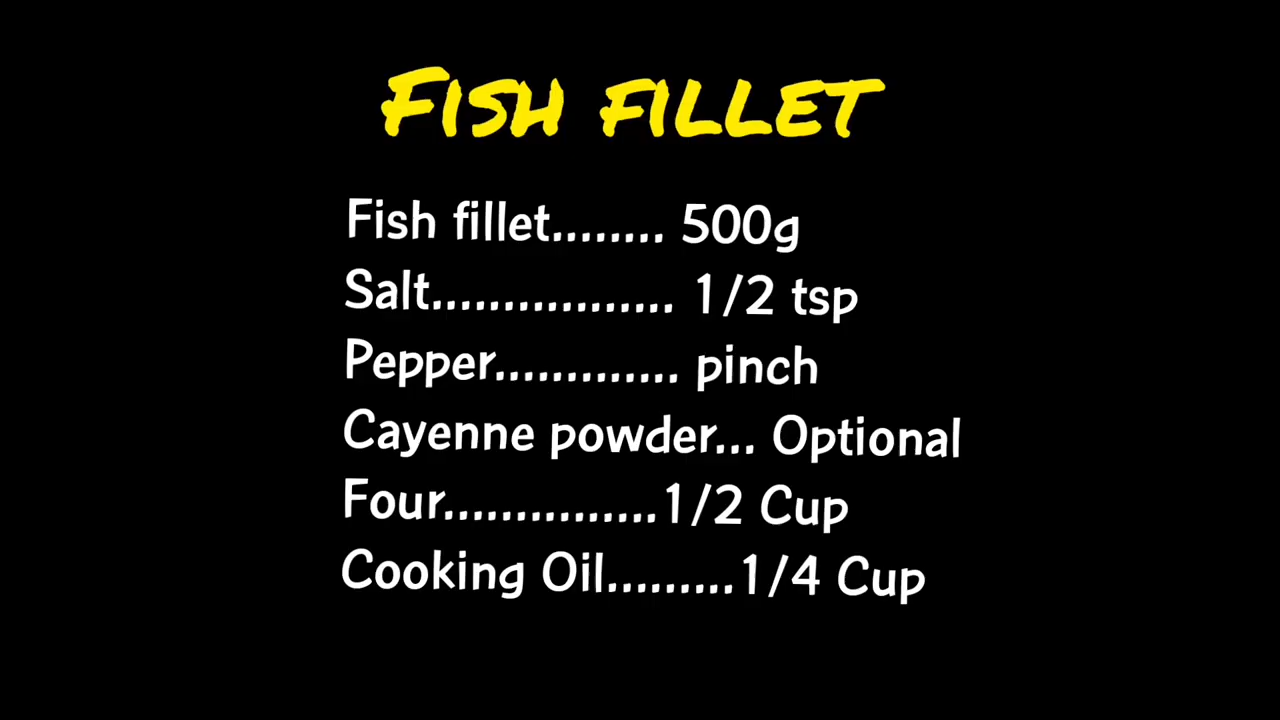 Fish fillet
Fish fillet........ 500g
Salt................. 1/2 tsp
Pepper............. pinch
Cayenne powder... Optional
Four...............1/2 Cup
Cooking Oil.........1/4 Cup